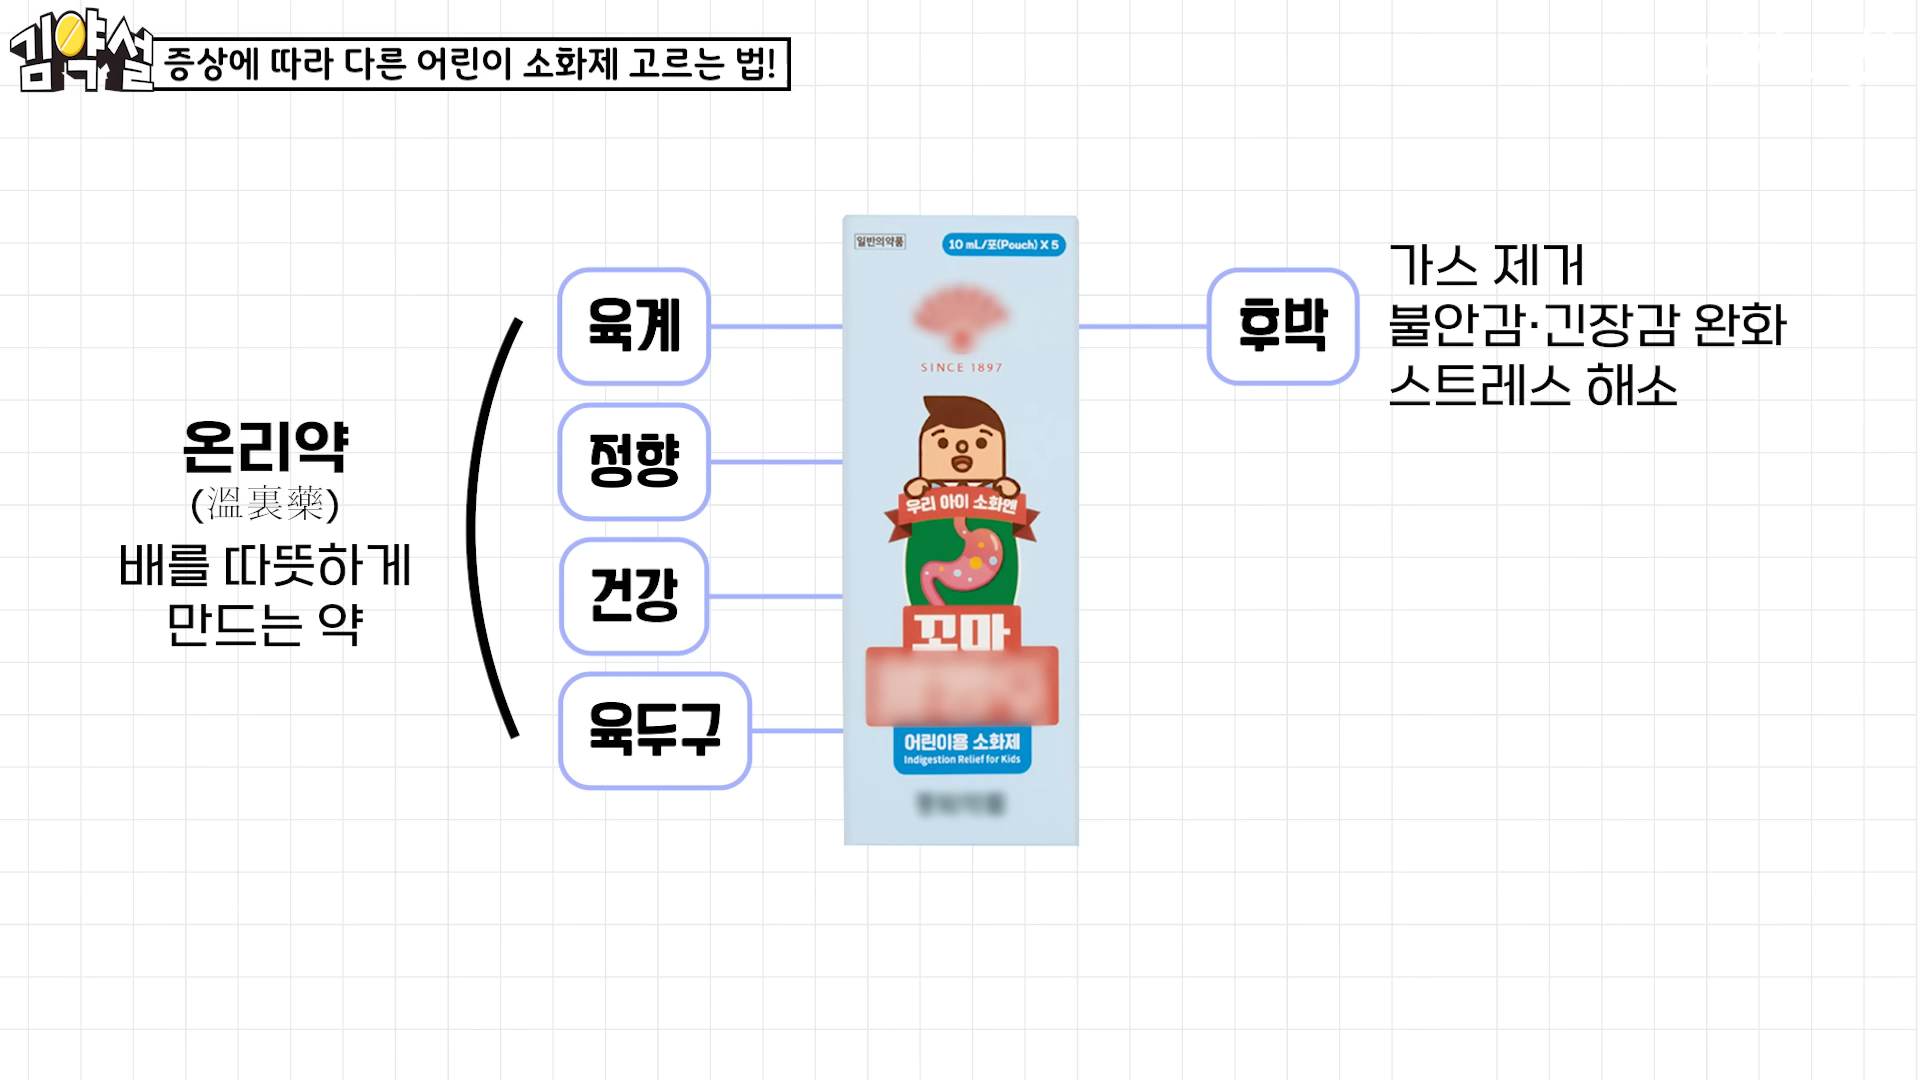 김약설
증상에 따라 다른 어린이 소화제 고르는 법!
온리약
(溫裏藥)
배를 따뜻하게
만드는 약
육계
정향
건강
육두구
일반의약품
10 mL/포(Pouch) X 5
SINCE 1897
우리 아이 소화엔
꼬마
어린이용 소화제
Indigestion Relief for Kids
후박
가스 제거
불안감·긴장감 완화
스트레스 해소